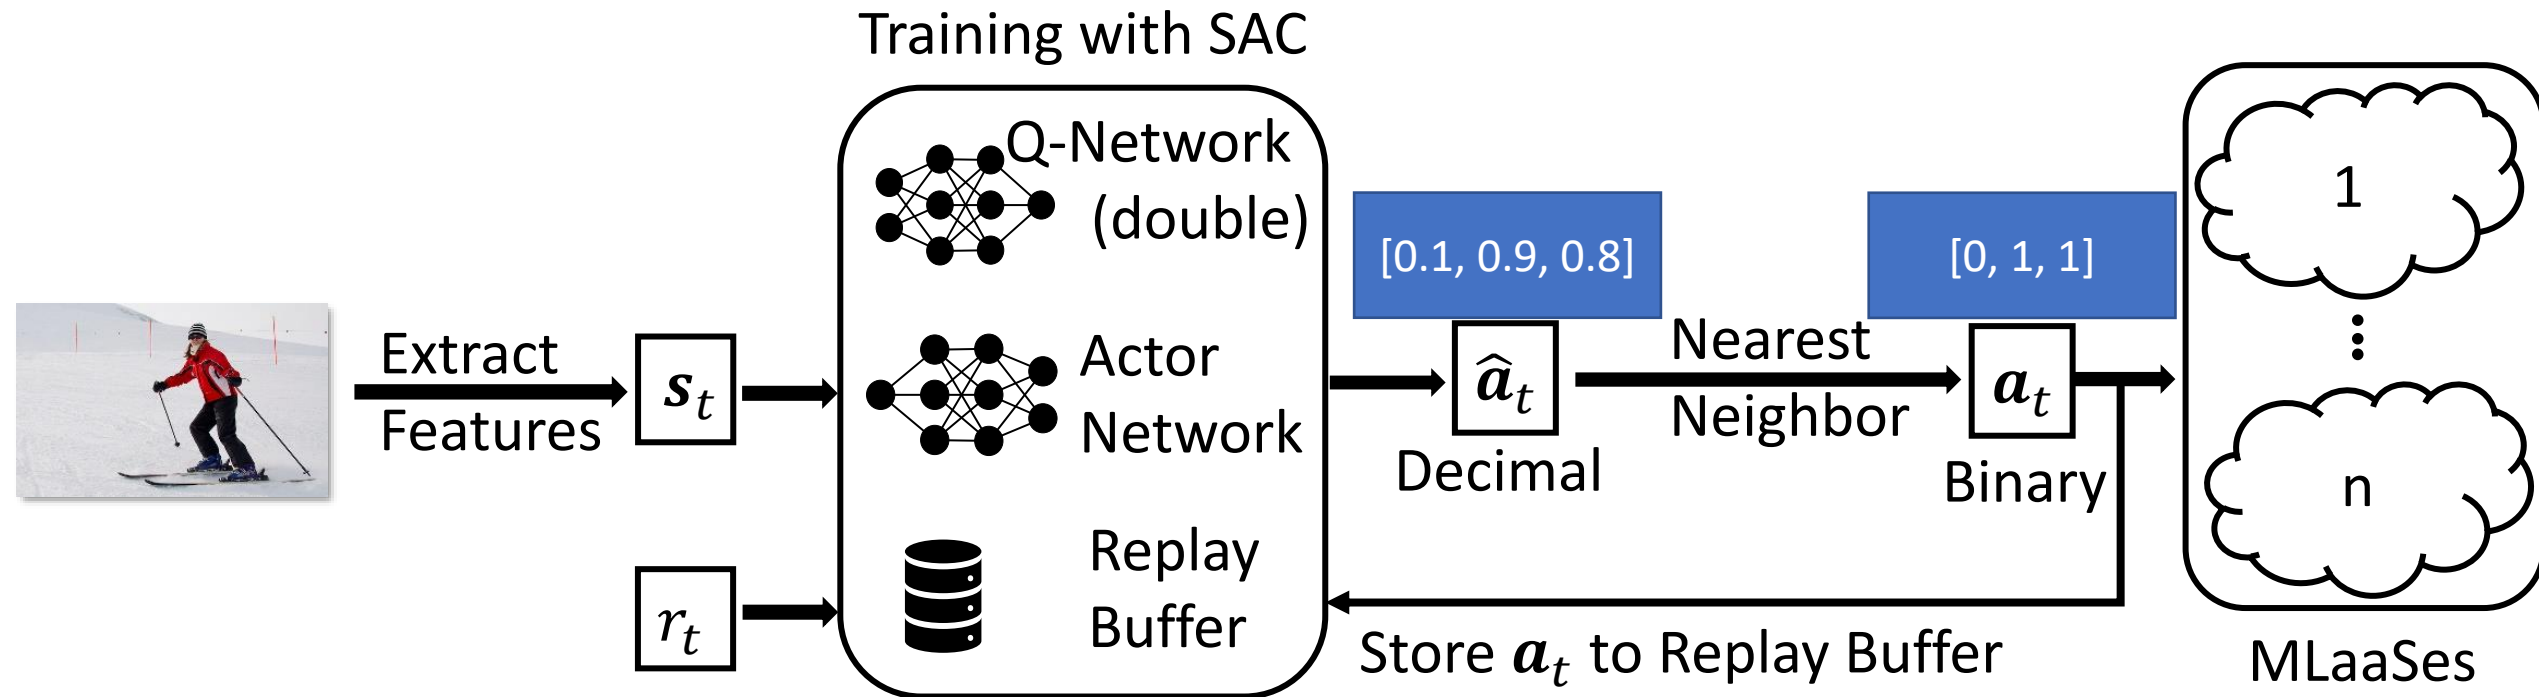 Training with SAC
Q-Network
(double)
Actor
Network
Replay
Buffer
Extract
Features
s_t
r_t
[0.1, 0.9, 0.8]
â_t
Decimal
Nearest
Neighbor
[0, 1, 1]
a_t
Binary
Store a_t to Replay Buffer
1
⋮
n
MLaaSes